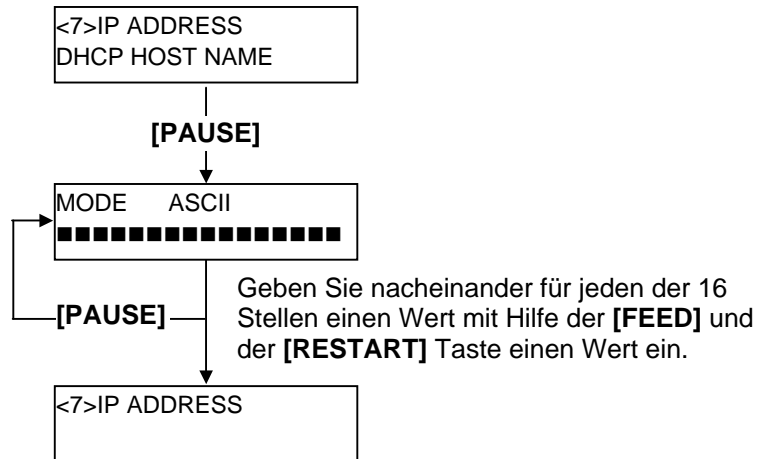 <7>IP ADDRESS
DHCP HOST NAME
[PAUSE]
MODE ASCII
■■■■■■■■■■■■■■■■
[PAUSE]
Geben Sie nacheinander für jeden der 16
Stellen einen Wert mit Hilfe der [FEED] und
der [RESTART] Taste einen Wert ein.
<7>IP ADDRESS